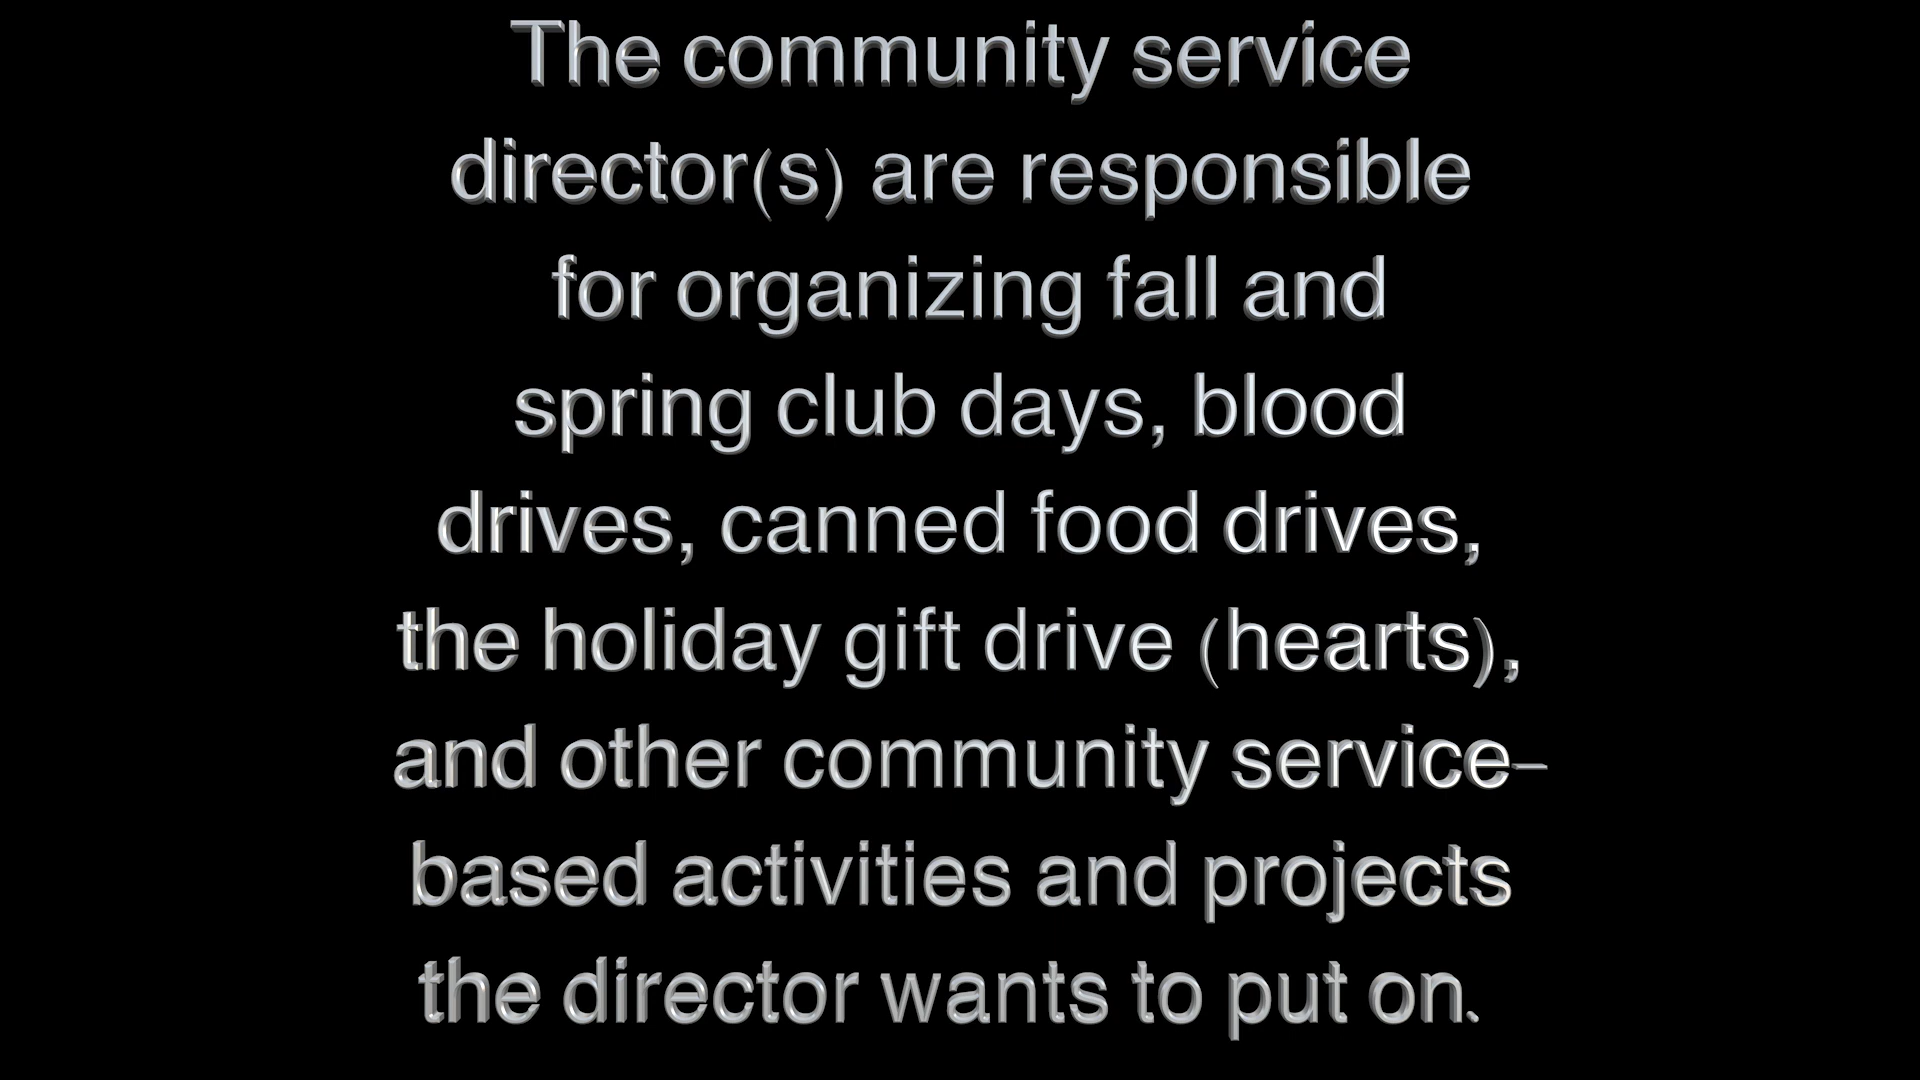 The community service
director(s) are responsible
for organizing fall and
spring club days, blood
drives, canned food drives,
the holiday gift drive (hearts),
and other community service-
based activities and projects
the director wants to put on.